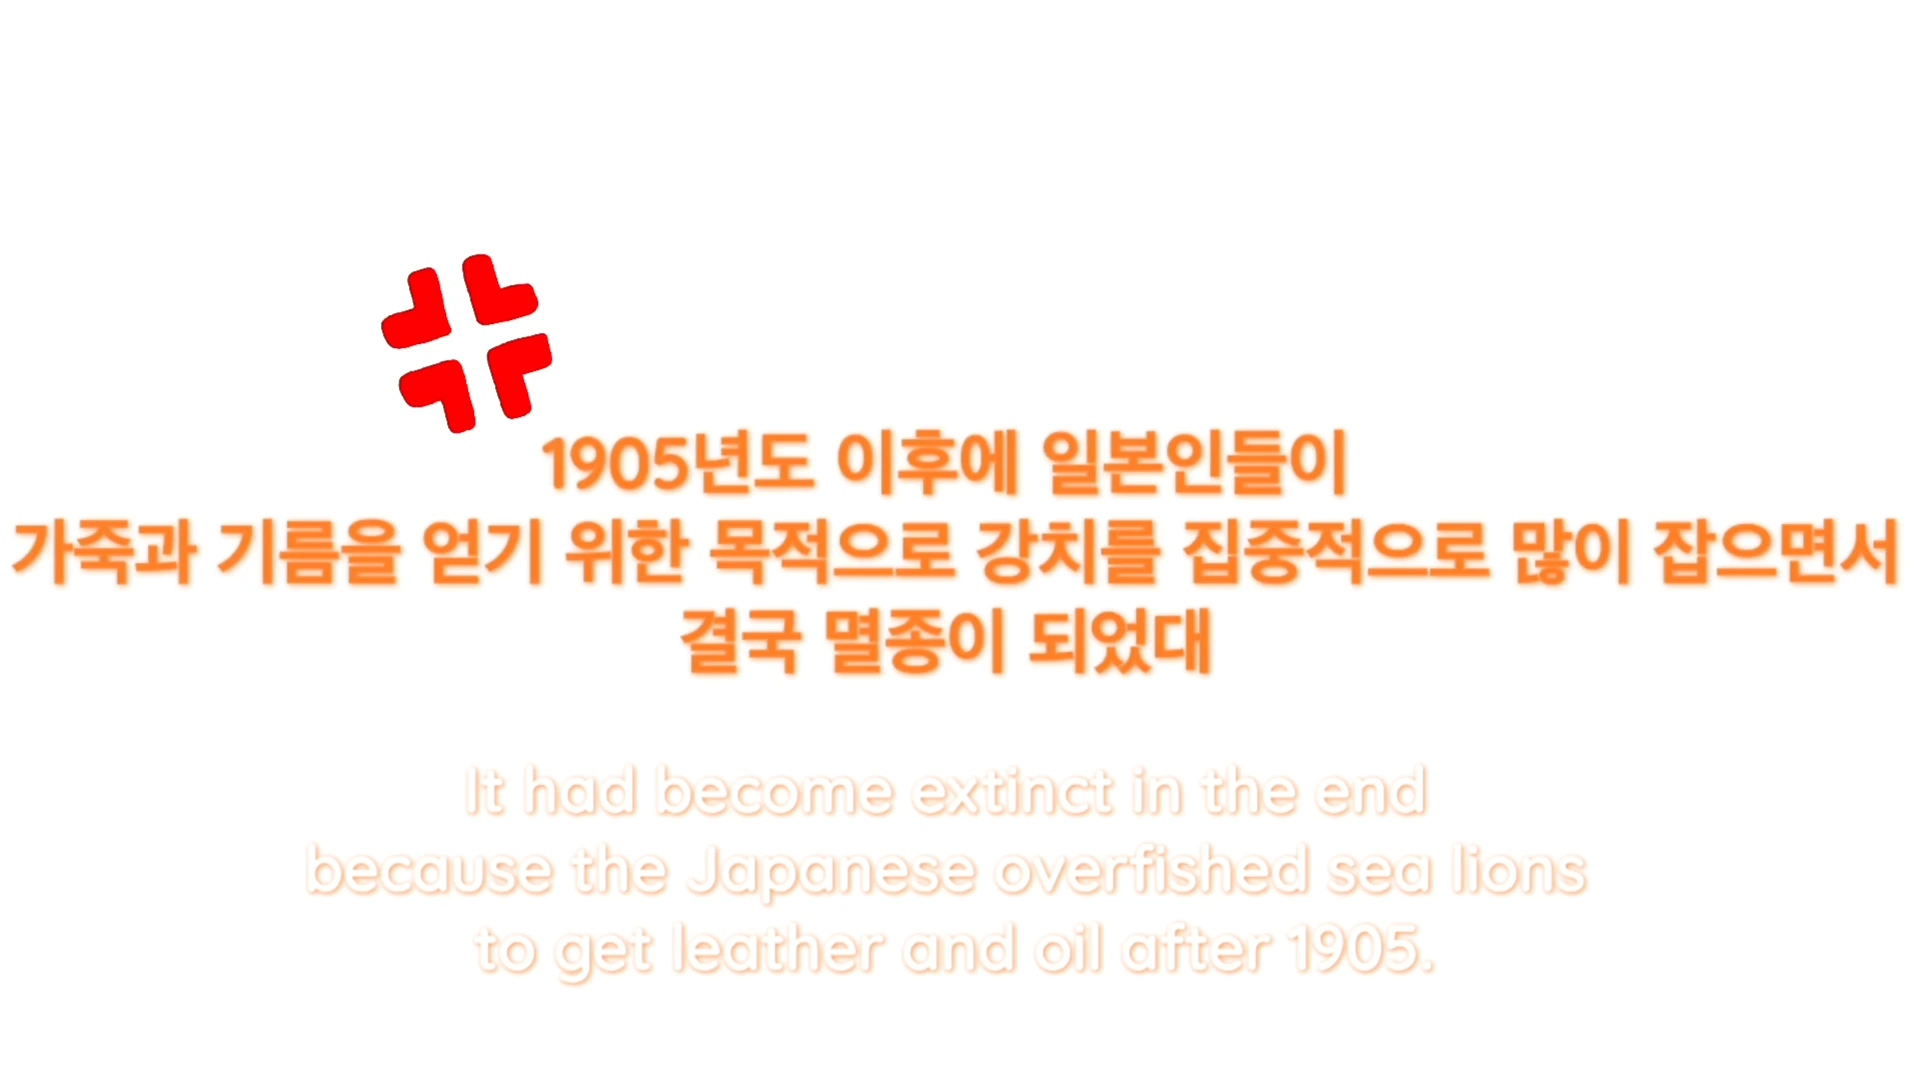 1905년도 이후에 일본인들이
가죽과 기름을 얻기 위한 목적으로 강치를 집중적으로 많이 잡으면서
결국 멸종이 되었대
It had become extinct in the end
because the Japanese overfished sea lions
to get leather and oil after 1905.